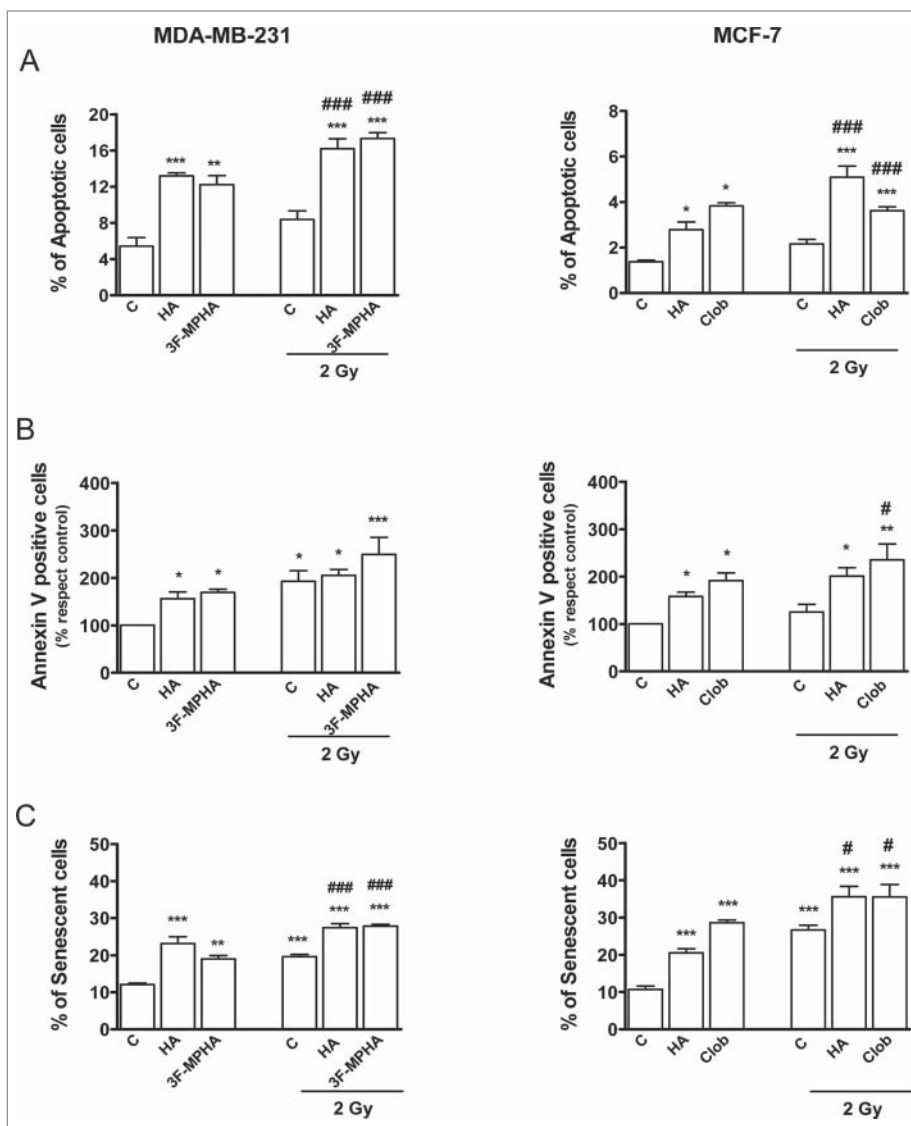 MDA-MB-231 MCF-7
A
% of Apoptotic cells
20
16
12
8
4
0
***
**
###
***
###
***
C HA 3F-MPHA C HA 3F-MPHA
2 Gy
% of Apoptotic cells
8
6
4
2
0
*
*
###
***
###
***
C HA Clob C HA Clob
2 Gy
B
Annexin V positive cells
(% respect control)
400
300
200
100
0
*
*
*
*
***
C HA 3F-MPHA C HA 3F-MPHA
2 Gy
Annexin V positive cells
(% respect control)
400
300
200
100
0
*
*
*
#
**
C HA Clob C HA Clob
2 Gy
C
% of Senescent cells
50
40
30
20
10
0
***
**
***
###
***
###
***
C HA 3F-MPHA C HA 3F-MPHA
2 Gy
% of Senescent cells
50
40
30
20
10
0
***
***
***
#
***
#
***
C HA Clob C HA Clob
2 Gy